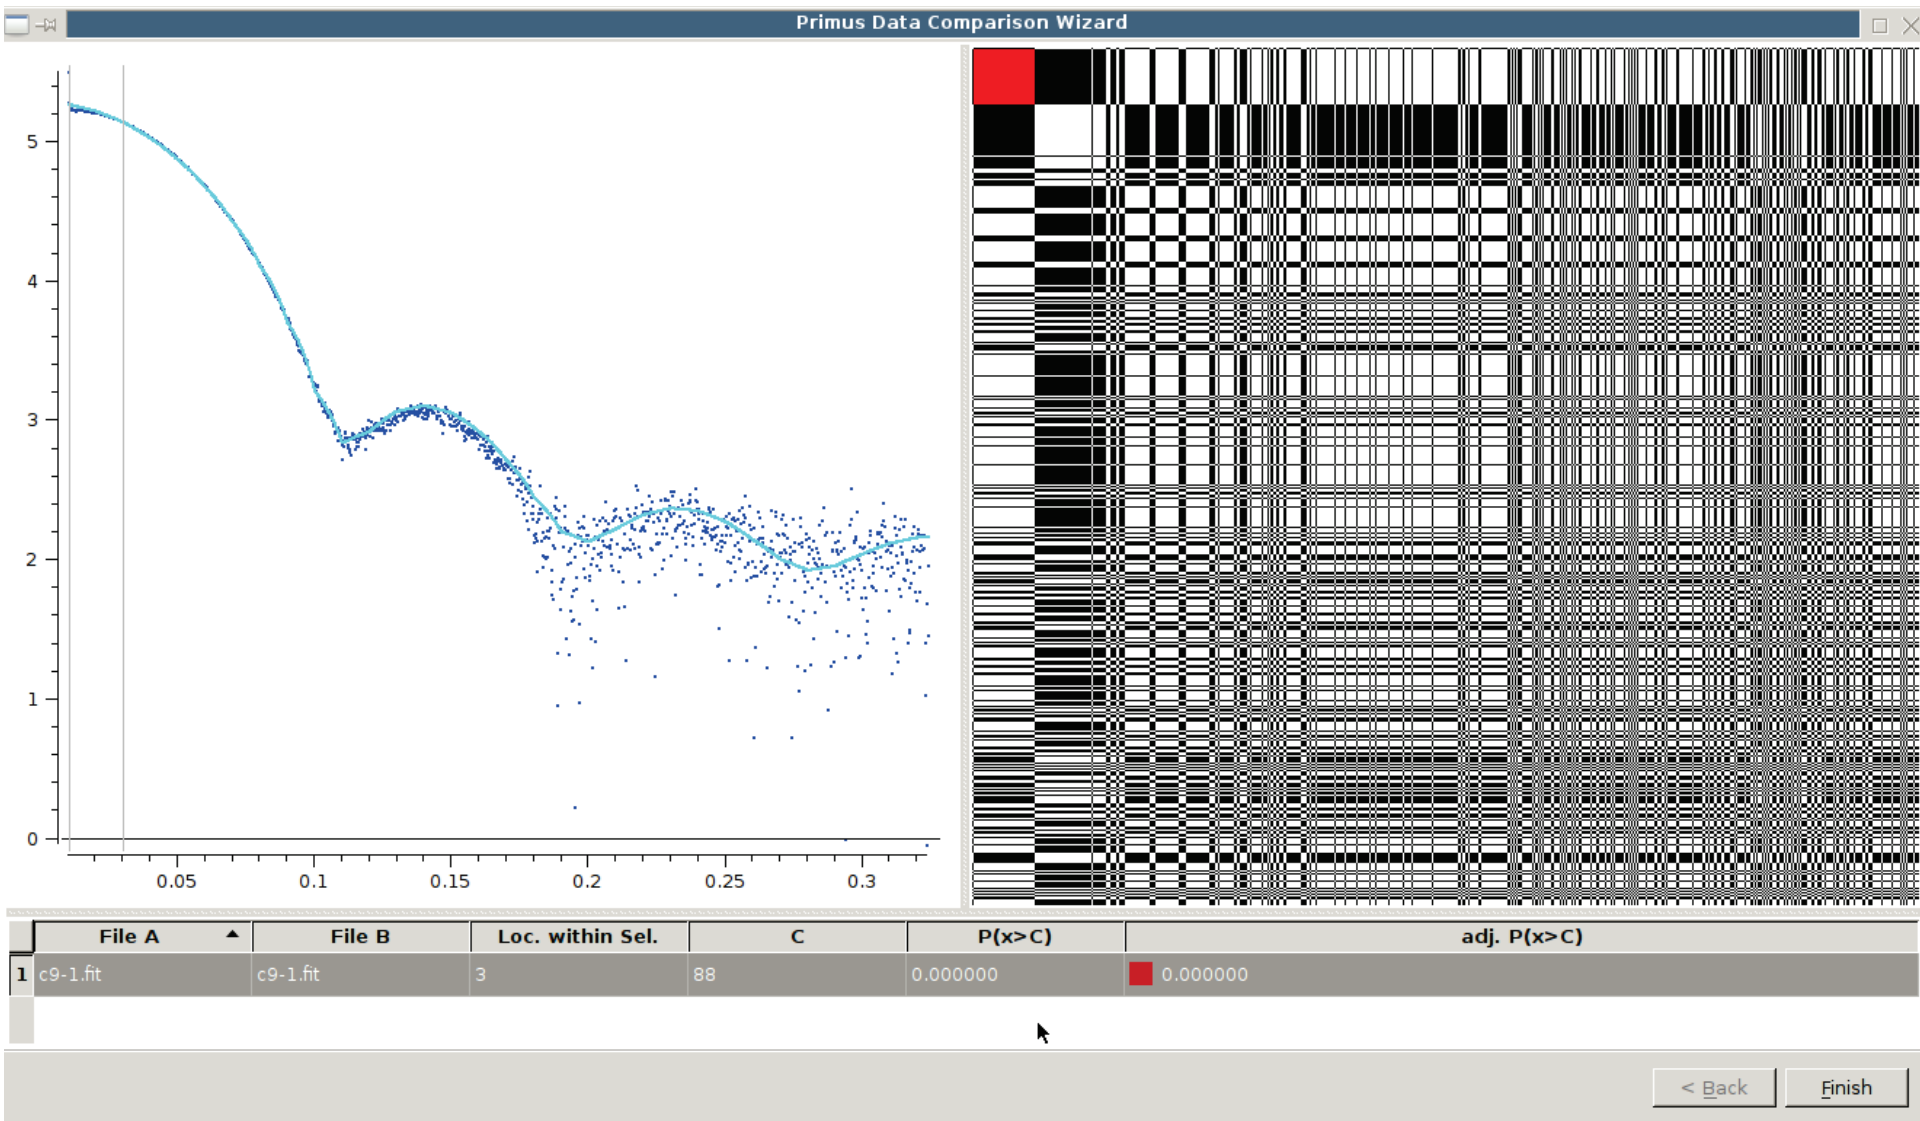 Primus Data Comparison Wizard
5
4
3
2
1
0
0.05 0.1 0.15 0.2 0.25 0.3
File A File B Loc. within Sel. C P(x>C) adj. P(x>C)
1 c9-1.fit c9-1.fit 3 88 0.000000 0.000000
< Back Finish